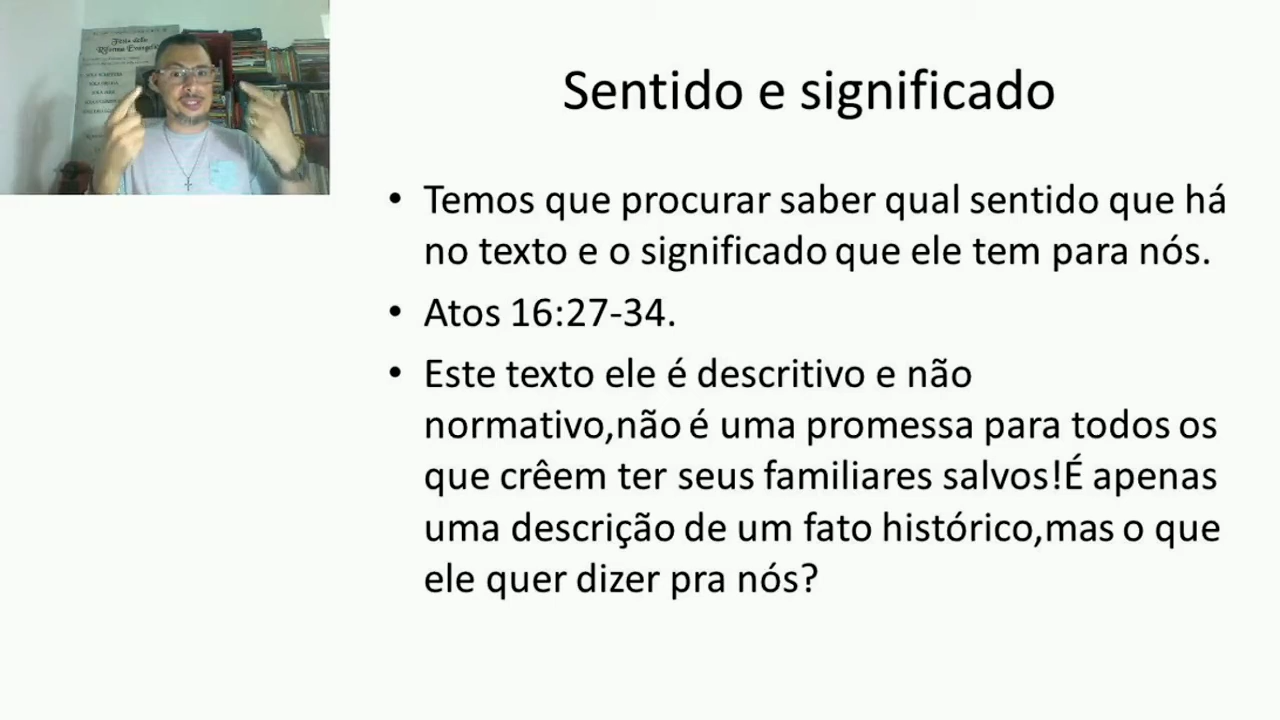 Sentido e significado
• Temos que procurar saber qual sentido que há
no texto e o significado que ele tem para nós.
• Atos 16:27-34.
• Este texto ele é descritivo e não
normativo,não é uma promessa para todos os
que crêem ter seus familiares salvos!É apenas
uma descrição de um fato histórico,mas o que
ele quer dizer pra nós?